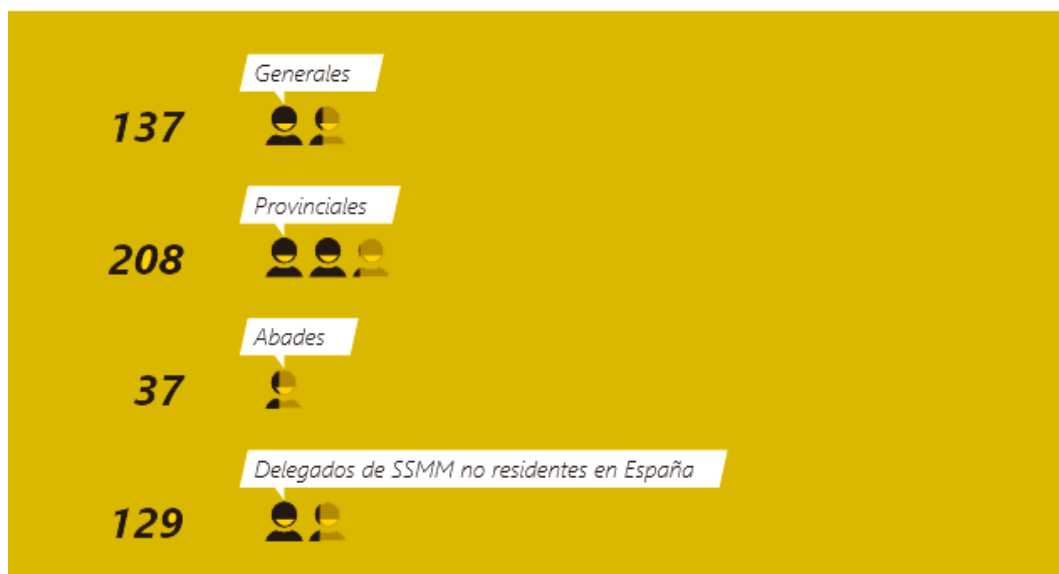 Generales
137
Provinciales
208
Abades
37
Delegados de SSMM no residentes en España
129